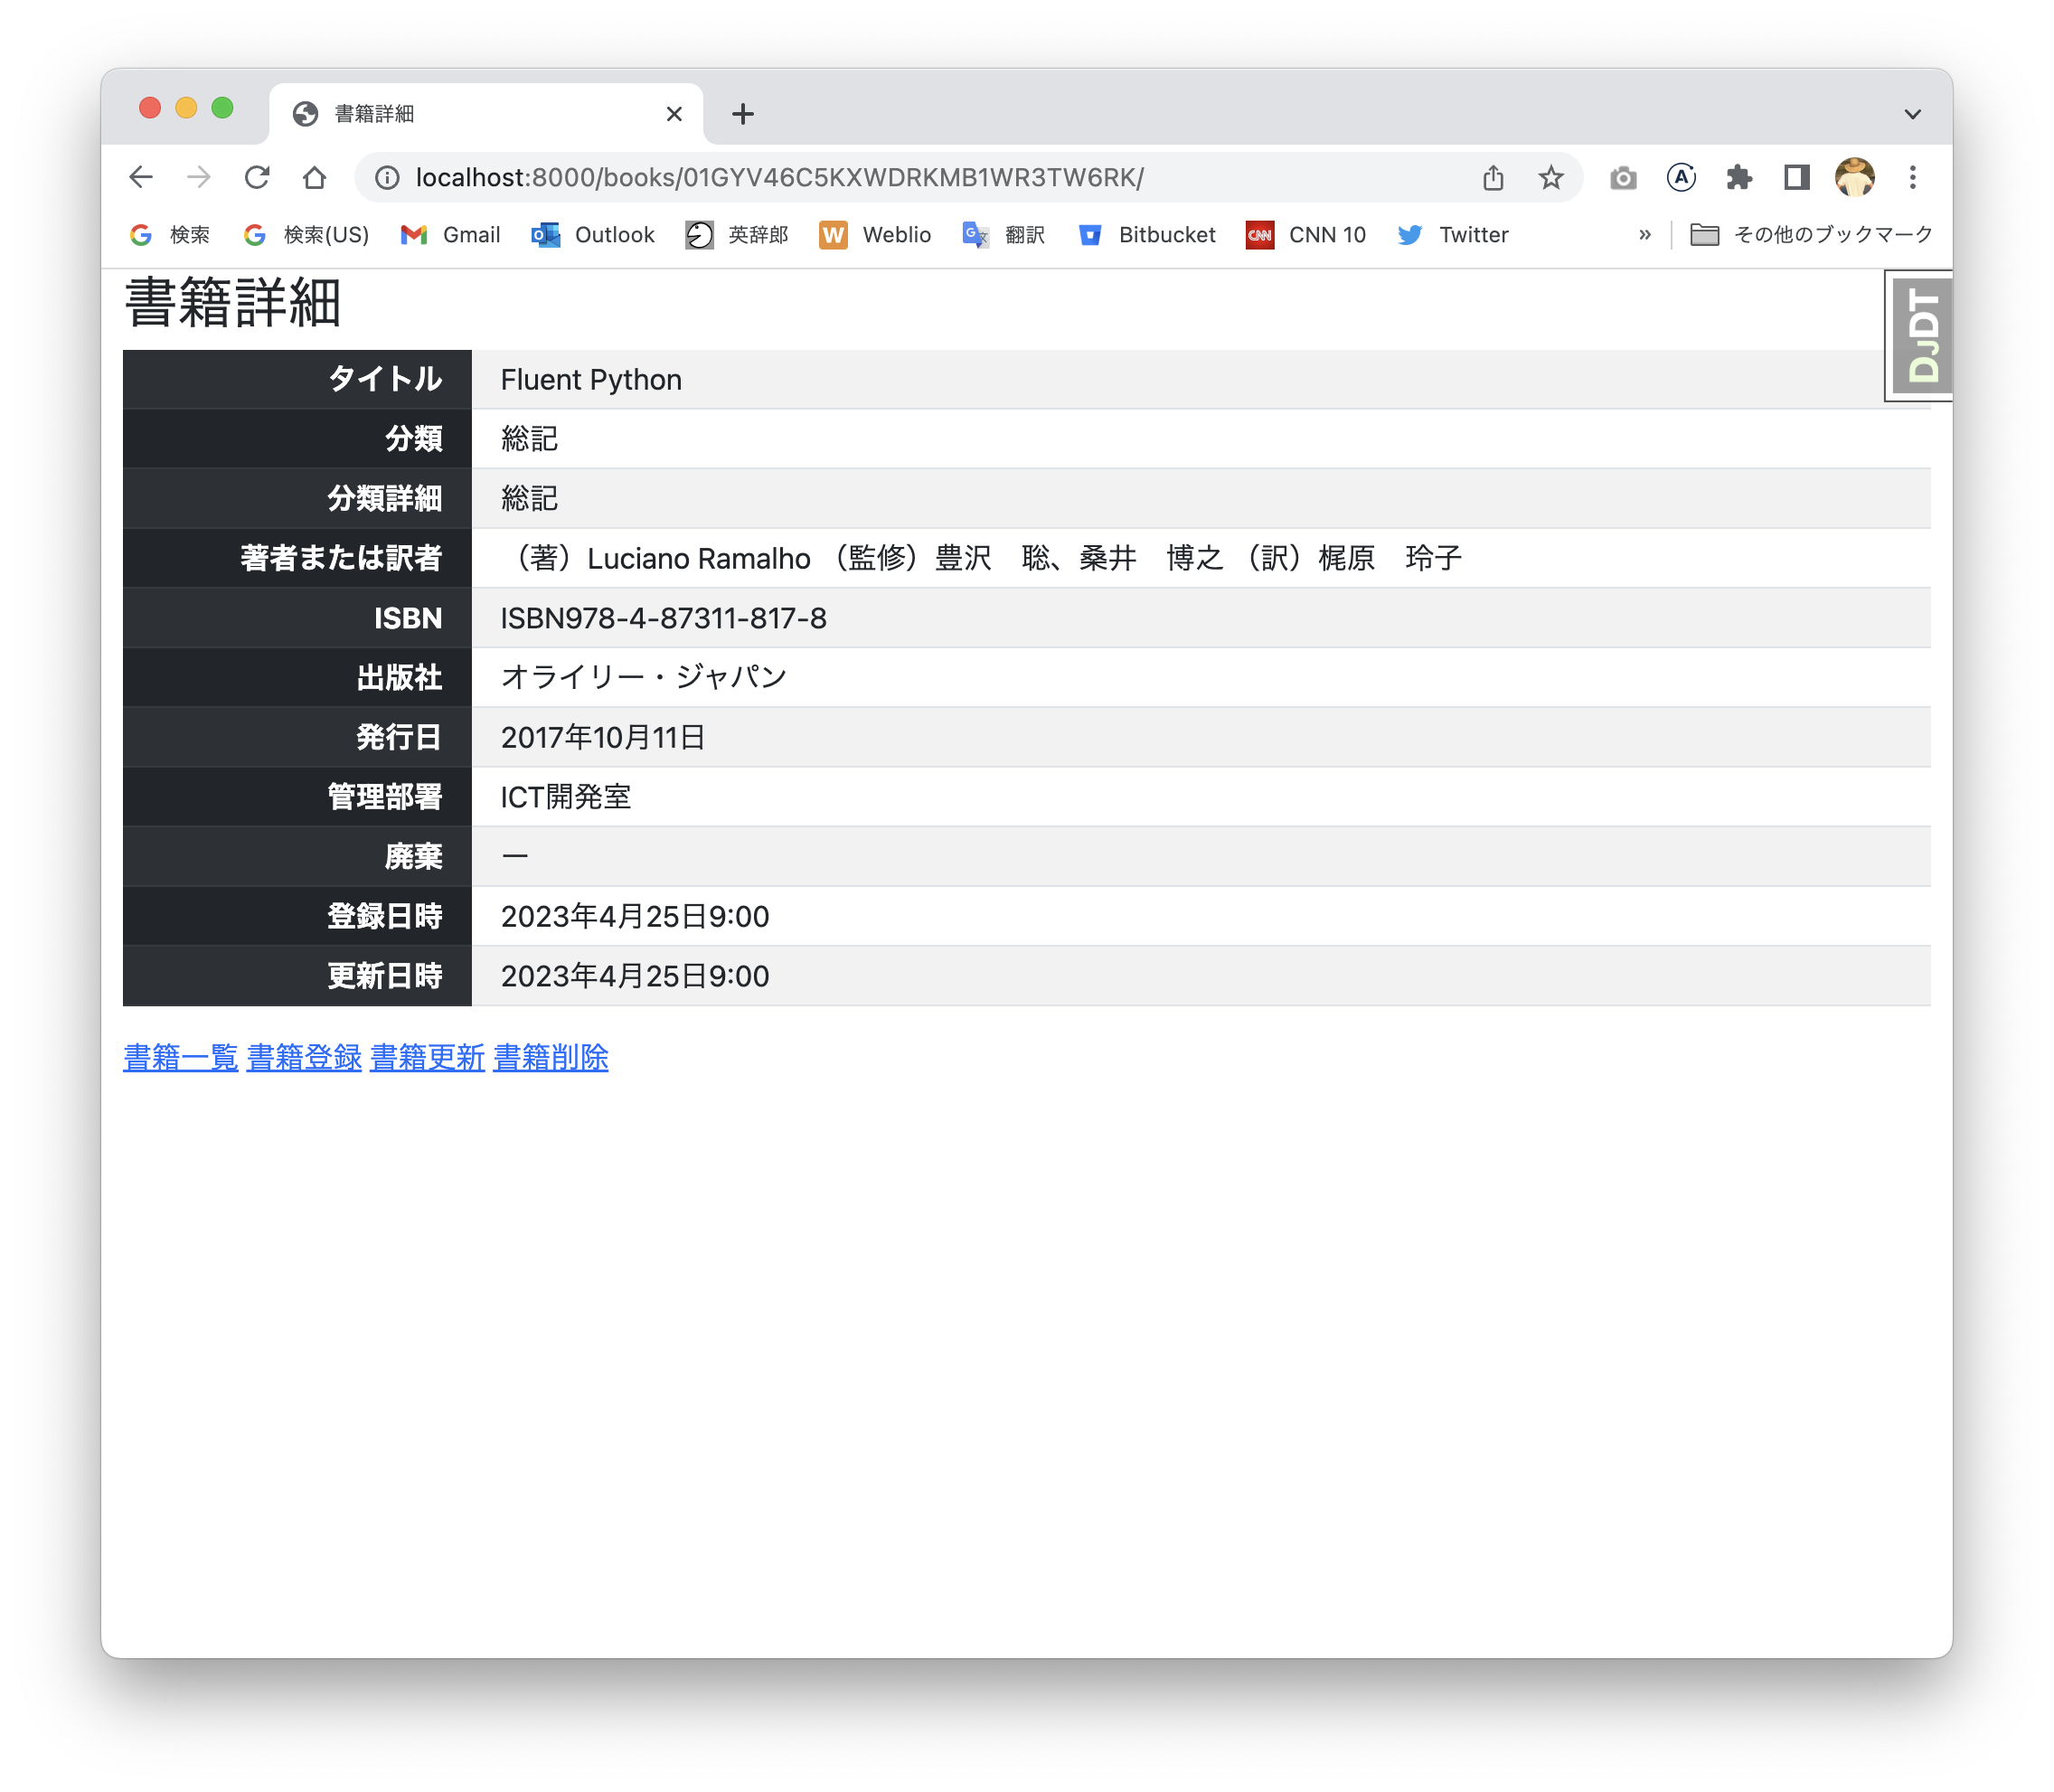 書籍詳細
localhost:8000/books/01GYV46C5KXWDRKMB1WR3TW6RK/
検索 検索(US) Gmail Outlook 英辞郎 W Weblio 翻訳 Bitbucket CNN CNN 10 Twitter » その他のブックマーク
書籍詳細
DJDT
タイトル Fluent Python
分類 総記
分類詳細 総記
著者または訳者 （著）Luciano Ramalho （監修）豊沢　聡、桑井　博之 （訳）梶原　玲子
ISBN ISBN978-4-87311-817-8
出版社 オライリー・ジャパン
発行日 2017年10月11日
管理部署 ICT開発室
廃棄 —
登録日時 2023年4月25日9:00
更新日時 2023年4月25日9:00
書籍一覧 書籍登録 書籍更新 書籍削除